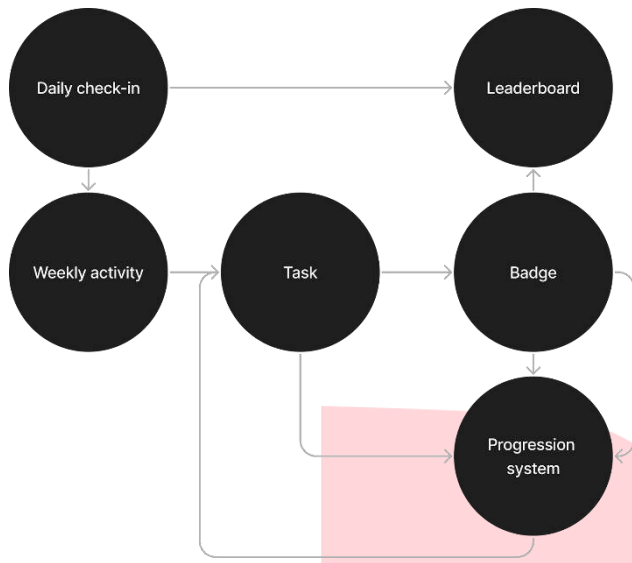 Daily check-in
Leaderboard
Weekly activity
Task
Badge
Progression
system